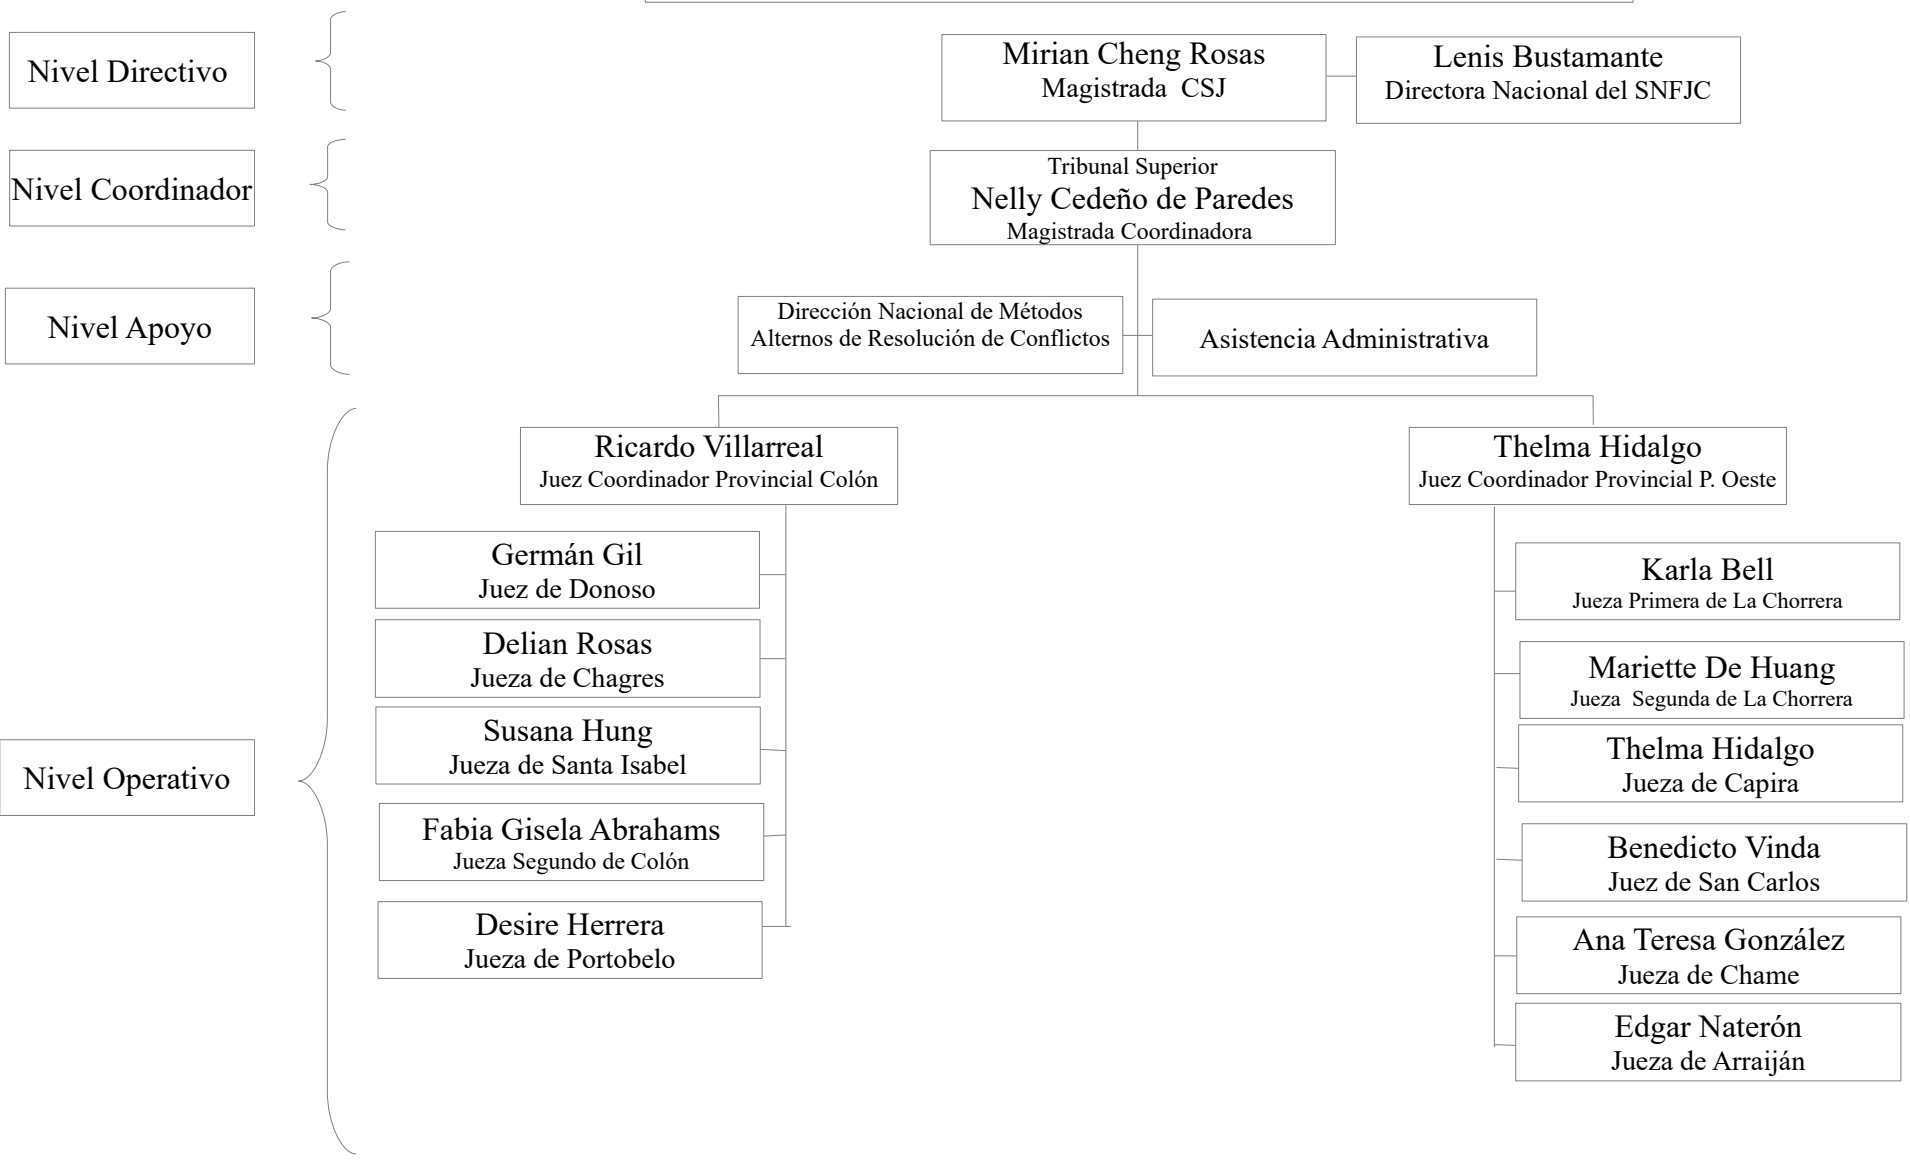 Nivel Directivo
Mirian Cheng Rosas
Magistrada  CSJ
Lenis Bustamante
Directora Nacional del SNFJC
Nivel Coordinador
Tribunal Superior
Nelly Cedeño de Paredes
Magistrada Coordinadora
Nivel Apoyo
Dirección Nacional de Métodos
Alternos de Resolución de Conflictos
Asistencia Administrativa
Nivel Operativo
Ricardo Villarreal
Juez Coordinador Provincial Colón
Germán Gil
Juez de Donoso
Delian Rosas
Jueza de Chagres
Susana Hung
Jueza de Santa Isabel
Fabia Gisela Abrahams
Jueza Segundo de Colón
Desire Herrera
Jueza de Portobelo
Thelma Hidalgo
Juez Coordinador Provincial P. Oeste
Karla Bell
Jueza Primera de La Chorrera
Mariette De Huang
Jueza  Segunda de La Chorrera
Thelma Hidalgo
Jueza de Capira
Benedicto Vinda
Juez de San Carlos
Ana Teresa González
Jueza de Chame
Edgar Naterón
Jueza de Arraiján